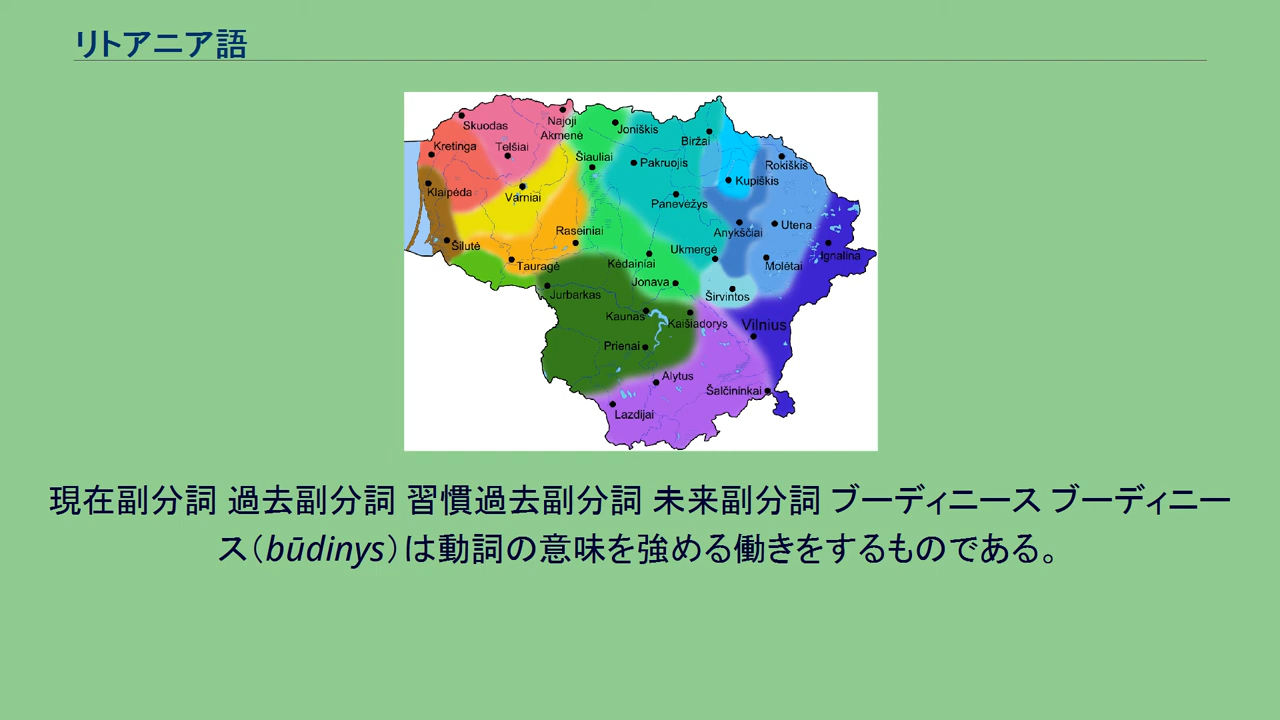 リトアニア語
Skuodas
Najoji
Akmenė
Joniškis
Biržai
Kretinga
Telšiai
Šiauliai
Pakruojis
Rokiškis
Kupiškis
Klaipėda
Varniai
Panevėžys
Anykščiai
Utena
Raseiniai
Šilutė
Ukmergė
Ignalina
Tauragė
Kėdainiai
Molėtai
Jonava
Jurbarkas
Širvintos
Kaunas
Kaišiadorys
Vilnius
Prienai
Alytus
Šalčininkai
Lazdijai
現在副分詞 過去副分詞 習慣過去副分詞 未来副分詞 ブーディニース ブーディニー
ス（būdinys）は動詞の意味を強める働きをするものである。